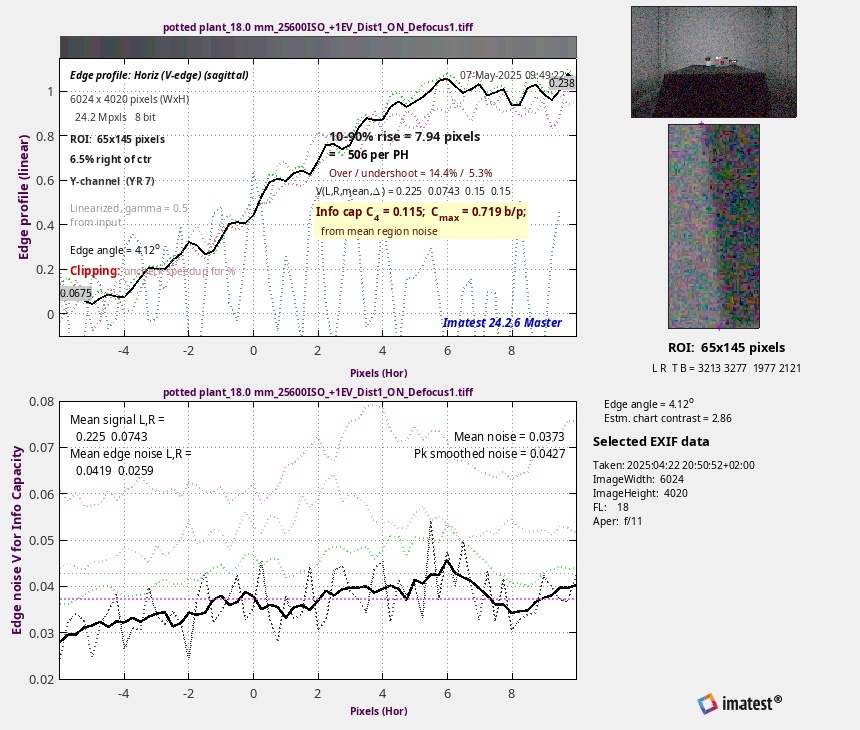 potted plant_18.0 mm_25600ISO_+1EV_Dist1_ON_Defocus1.tiff
Edge profile: Horiz (V-edge) (sagittal)
07-May-2025 09:49:22
0.238
6024 x 4020 pixels (WxH)
24.2 Mpxls 8 bit
ROI: 65x145 pixels
6.5% right of ctr
Y-channel (YR 7)
Linearized, gamma = 0.5
from input
Edge angle = 4.12o
Clipping: uncheck speedup for %
0.0675
10-90% rise = 7.94 pixels
= 506 per PH
Over / undershoot = 14.4% / 5.3%
V(L,R,mean,Δ) = 0.225 0.0743 0.15 0.15
Info cap C4 = 0.115; Cmax = 0.719 b/p;
from mean region noise
Imatest 24.2.6 Master
Edge profile (linear)
1
0.8
0.6
0.4
0.2
0
-4 -2 0 2 4 6 8
Pixels (Hor)
potted plant_18.0 mm_25600ISO_+1EV_Dist1_ON_Defocus1.tiff
Mean signal L,R =
0.225 0.0743
Mean edge noise L,R =
0.0419 0.0259
Mean noise = 0.0373
Pk smoothed noise = 0.0427
Edge noise V for Info Capacity
0.08
0.07
0.06
0.05
0.04
0.03
0.02
-4 -2 0 2 4 6 8
Pixels (Hor)
ROI: 65x145 pixels
L R T B = 3213 3277 1977 2121
Edge angle = 4.12o
Estm. chart contrast = 2.86
Selected EXIF data
Taken: 2025:04:22 20:50:52+02:00
ImageWidth: 6024
ImageHeight: 4020
FL: 18
Aper: f/11
imatest®